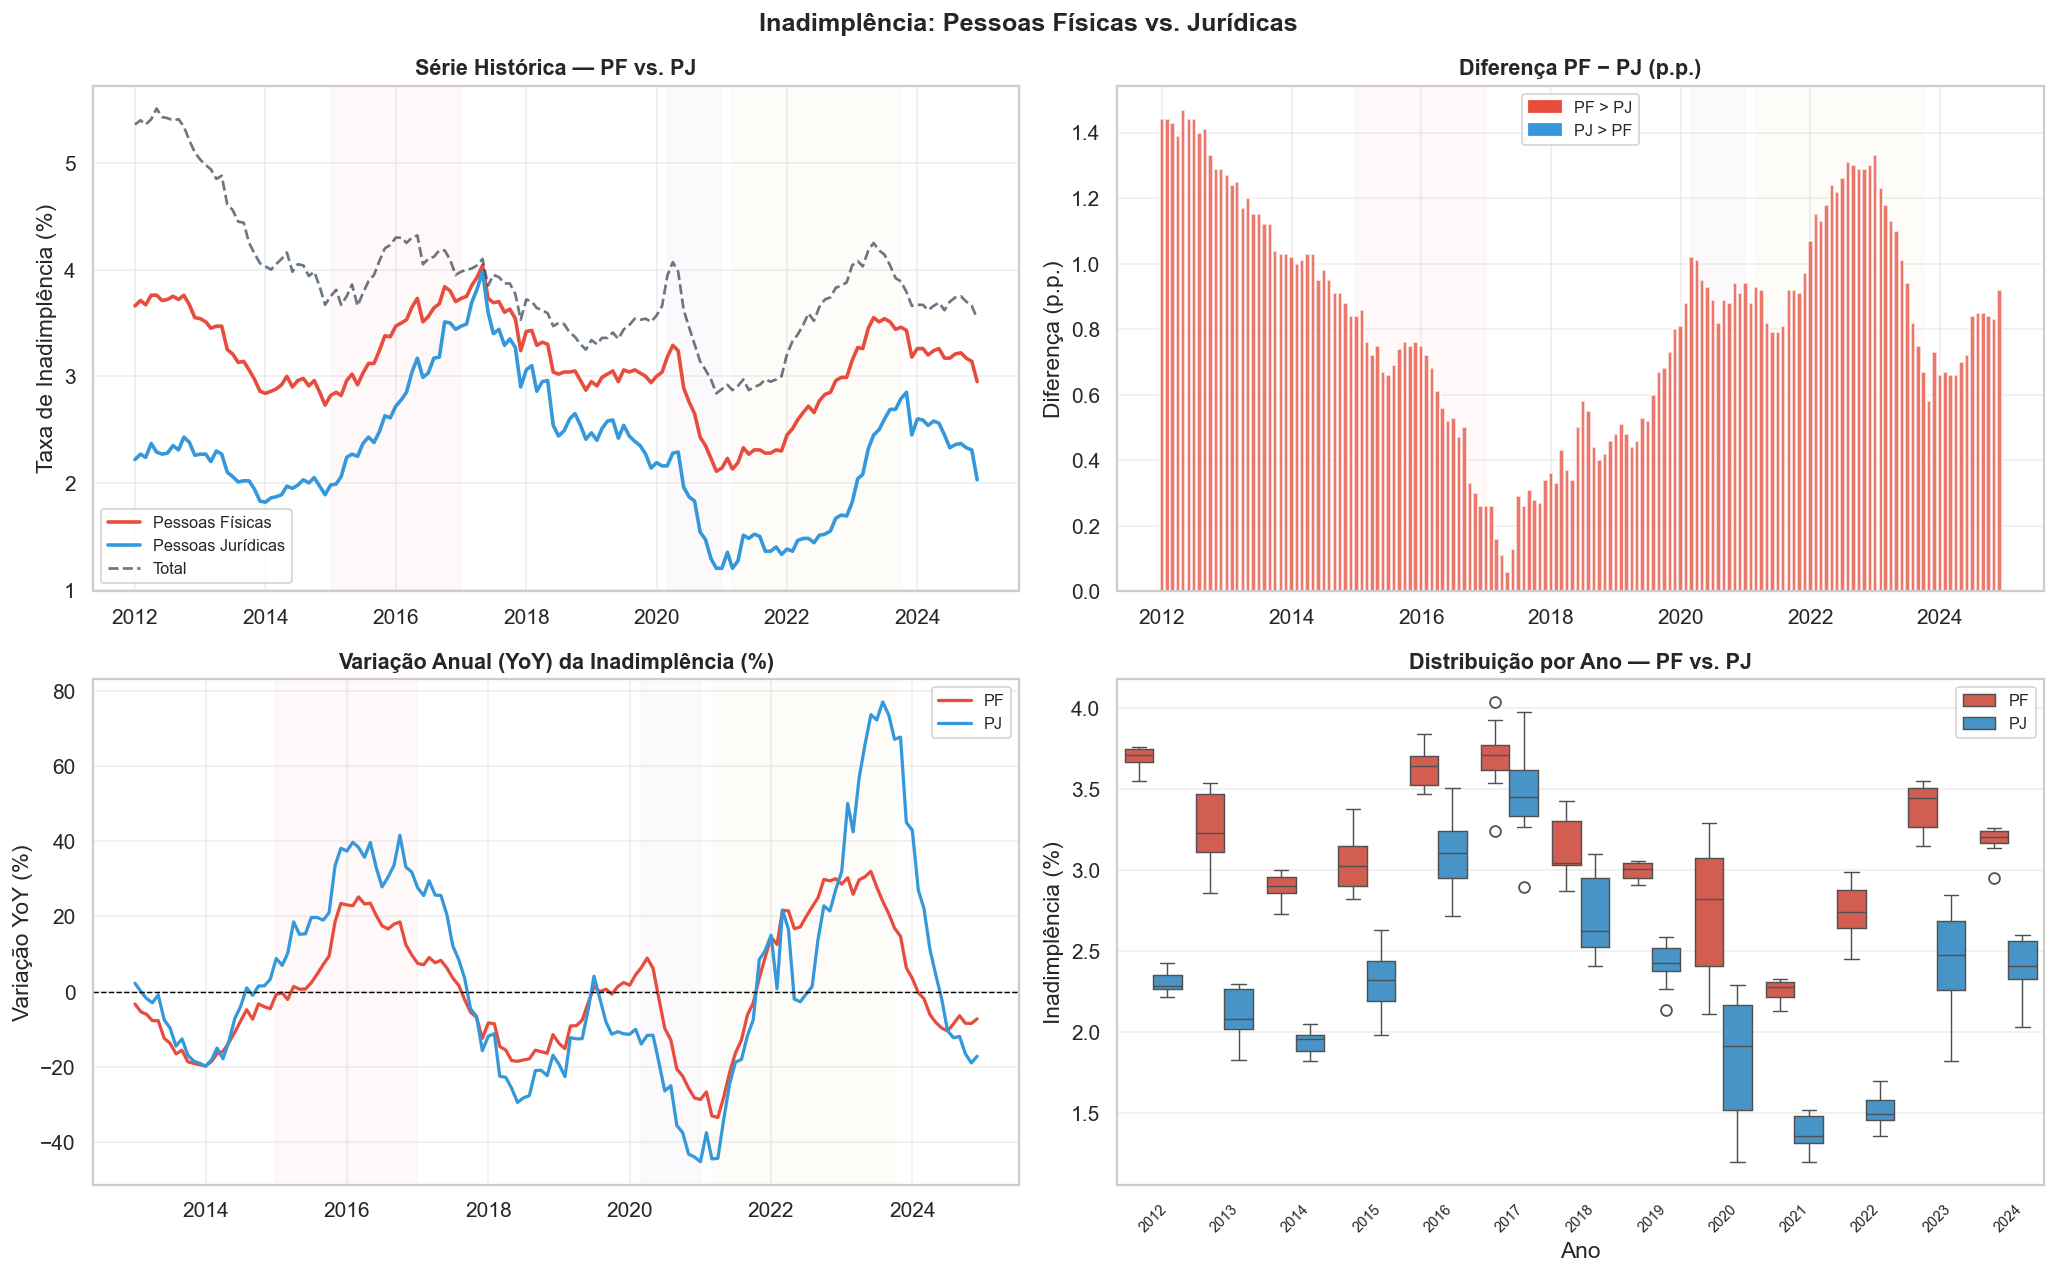 Inadimplência: Pessoas Físicas vs. Jurídicas
Série Histórica — PF vs. PJ
Taxa de Inadimplência (%)
5
4
3
2
1
Pessoas Físicas
Pessoas Jurídicas
Total
2012 2014 2016 2018 2020 2022 2024
Diferença PF − PJ (p.p.)
Diferença (p.p.)
1.4
1.2
1.0
0.8
0.6
0.4
0.2
0.0
PF > PJ
PJ > PF
2012 2014 2016 2018 2020 2022 2024
Variação Anual (YoY) da Inadimplência (%)
Variação YoY (%)
80
60
40
20
0
−20
−40
PF
PJ
2014 2016 2018 2020 2022 2024
Distribuição por Ano — PF vs. PJ
Inadimplência (%)
4.0
3.5
3.0
2.5
2.0
1.5
PF
PJ
2012 2013 2014 2015 2016 2017 2018 2019 2020 2021 2022 2023 2024
Ano